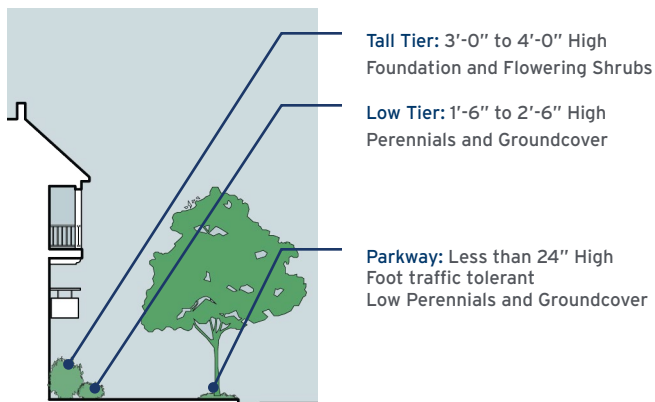 Tall Tier: 3’-0” to 4’-0” High
Foundation and Flowering Shrubs
Low Tier: 1’-6” to 2’-6” High
Perennials and Groundcover
Parkway: Less than 24” High
Foot traffic tolerant
Low Perennials and Groundcover